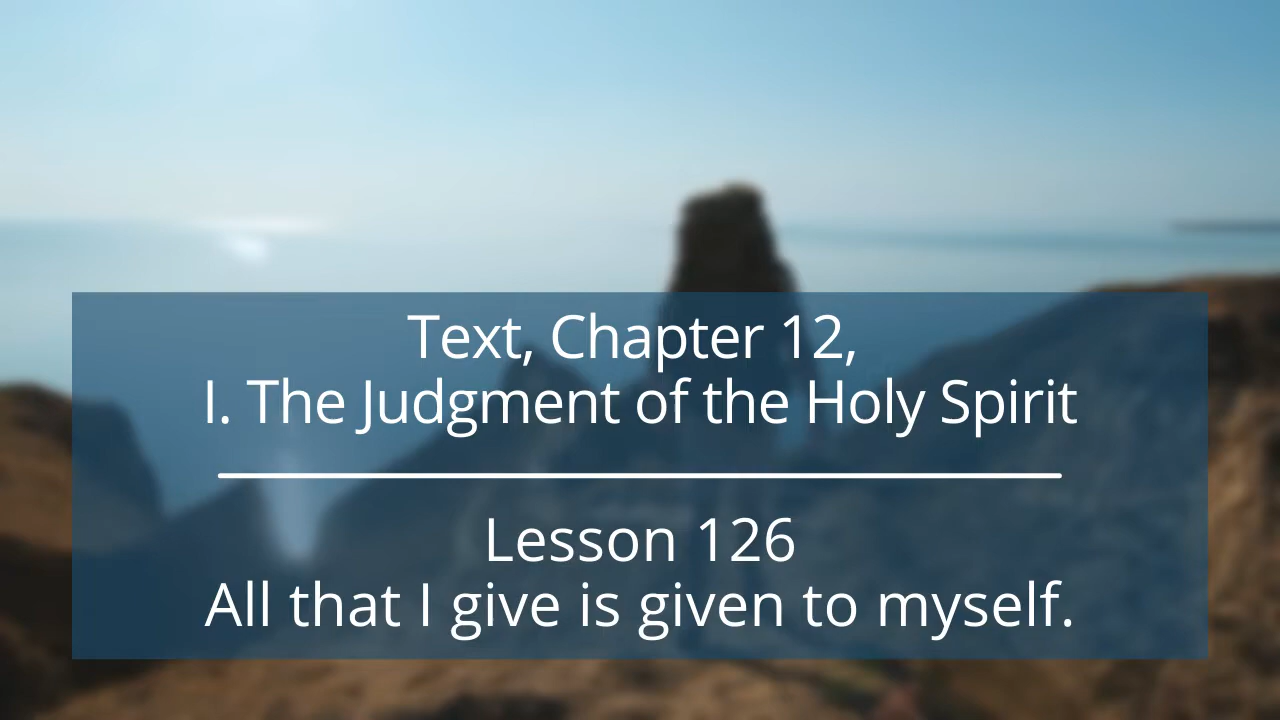 Text, Chapter 12,
I. The Judgment of the Holy Spirit
Lesson 126
All that I give is given to myself.